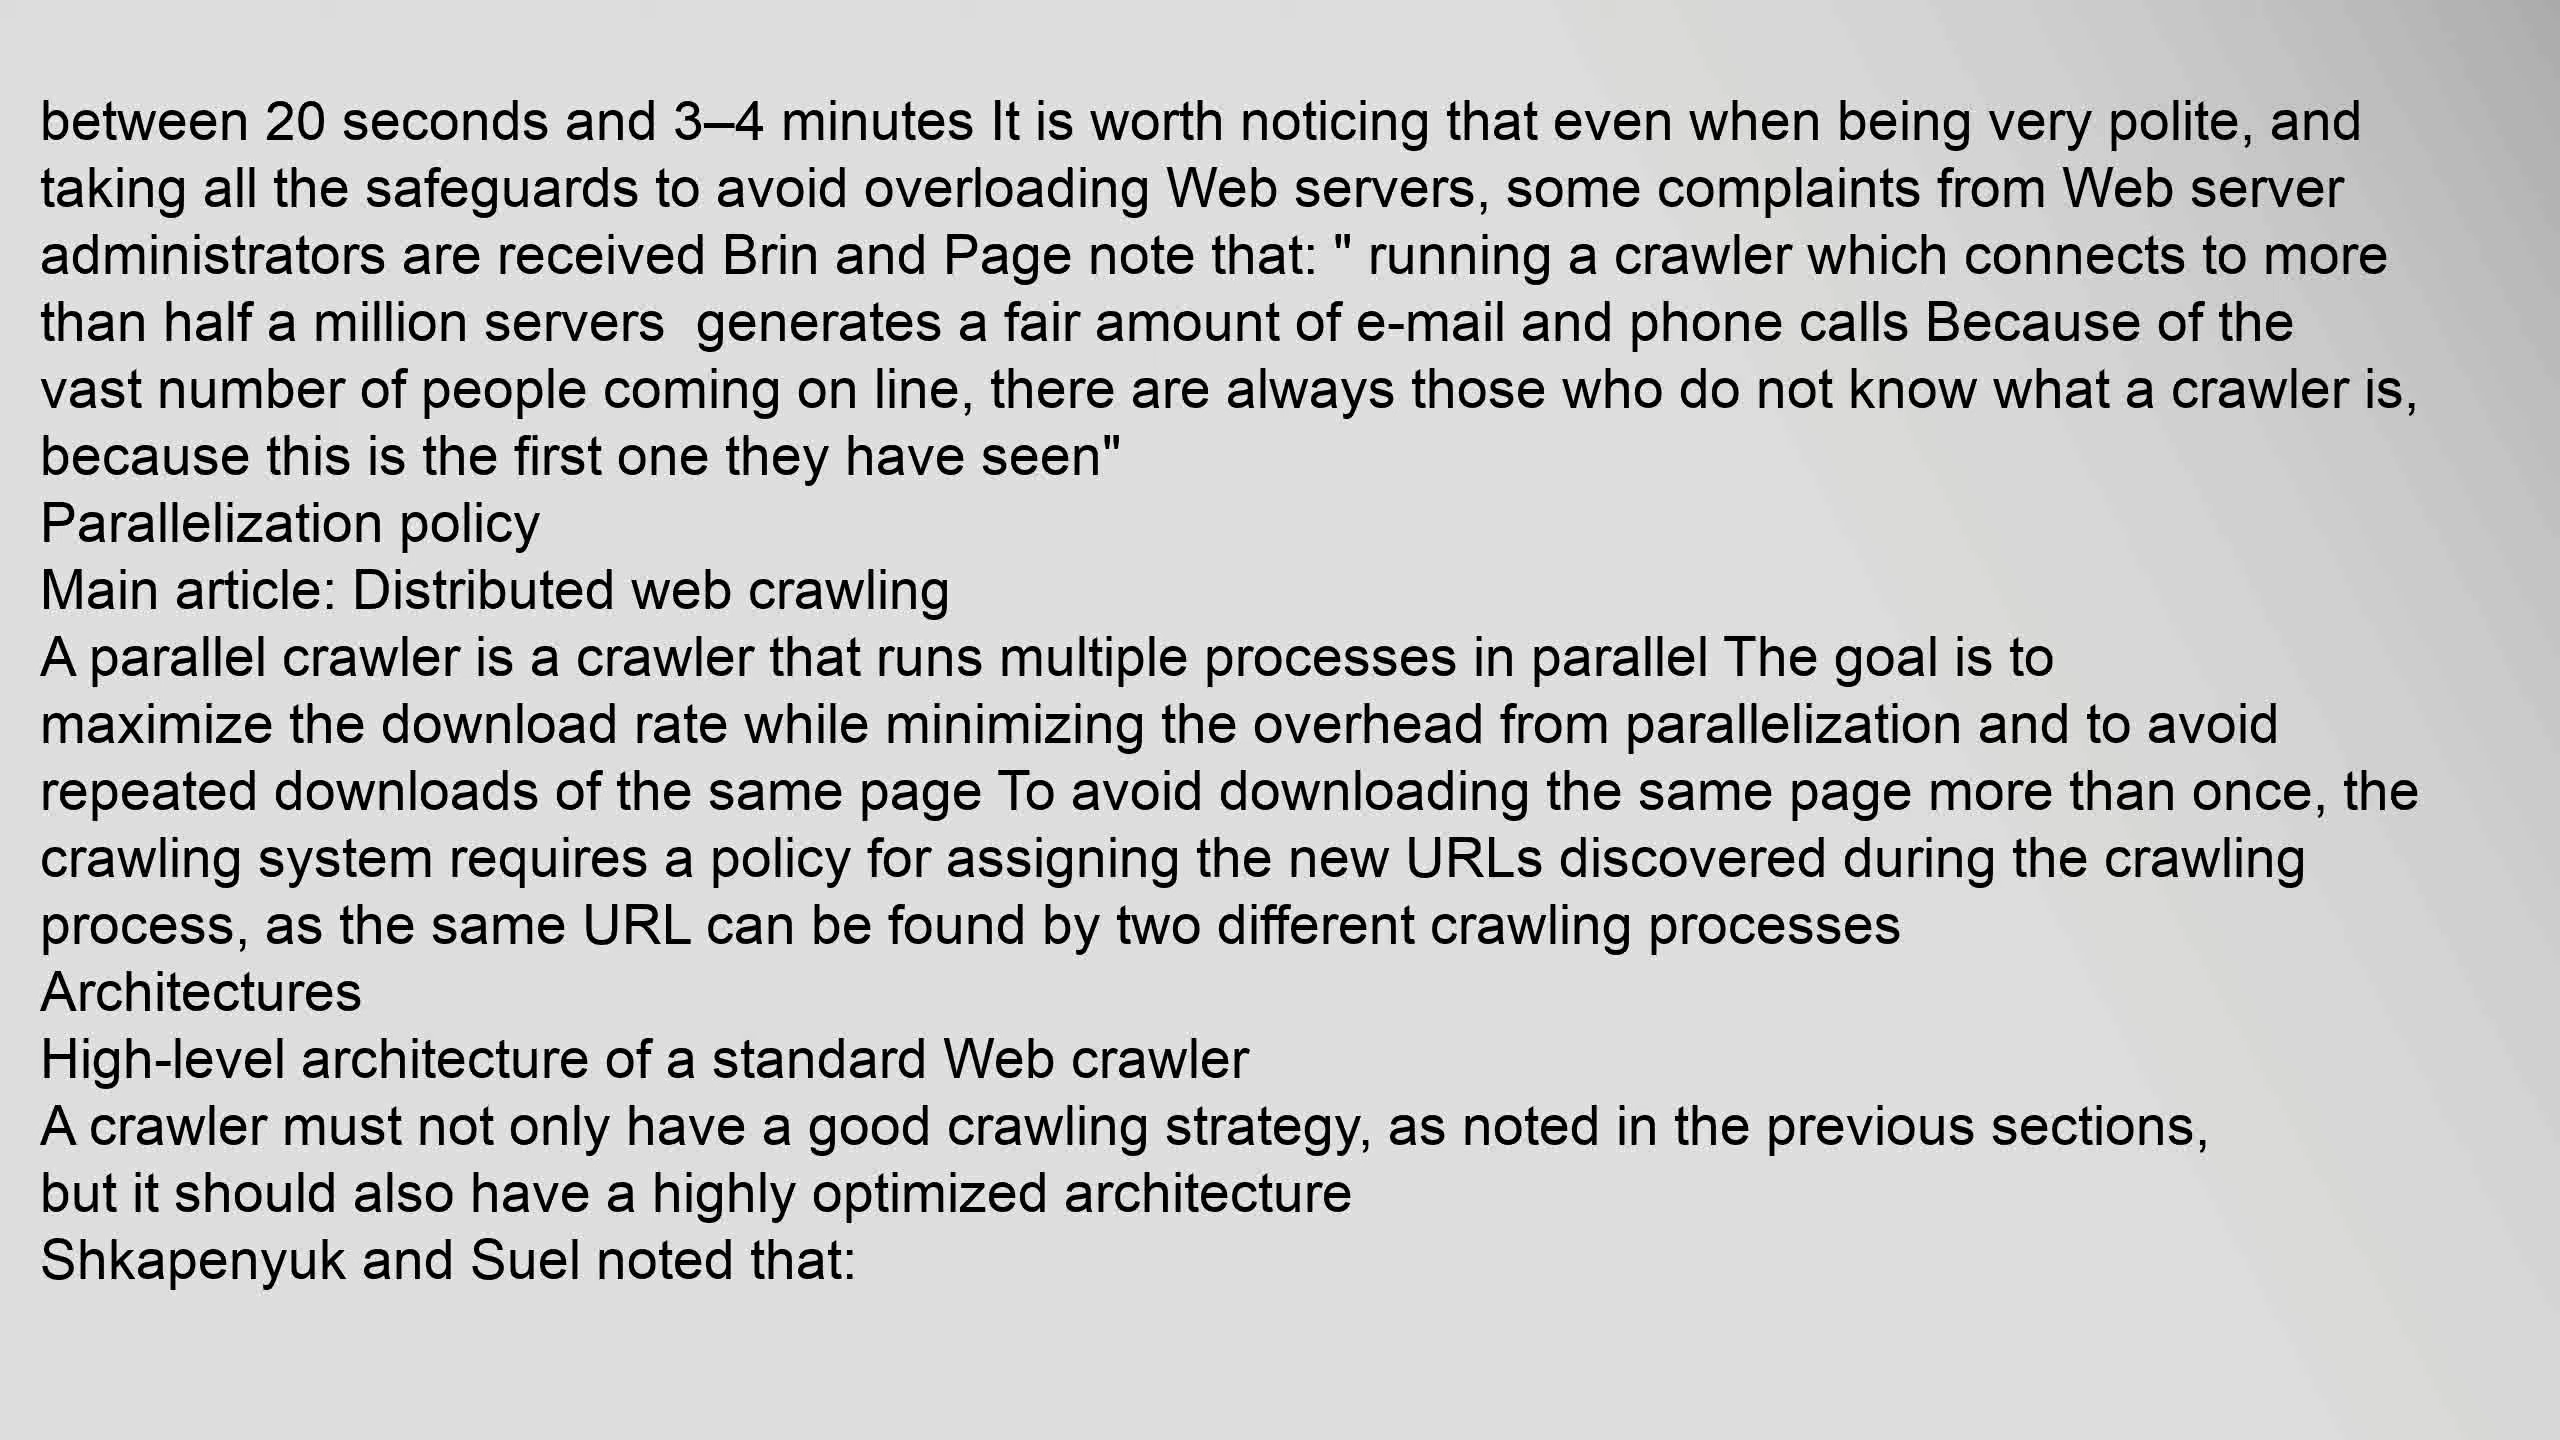 between 20 seconds and 3–4 minutes It is worth noticing that even when being very polite, and
taking all the safeguards to avoid overloading Web servers, some complaints from Web server
administrators are received Brin and Page note that: " running a crawler which connects to more
than half a million servers  generates a fair amount of e-mail and phone calls Because of the
vast number of people coming on line, there are always those who do not know what a crawler is,
because this is the first one they have seen"
Parallelization policy
Main article: Distributed web crawling
A parallel crawler is a crawler that runs multiple processes in parallel The goal is to
maximize the download rate while minimizing the overhead from parallelization and to avoid
repeated downloads of the same page To avoid downloading the same page more than once, the
crawling system requires a policy for assigning the new URLs discovered during the crawling
process, as the same URL can be found by two different crawling processes
Architectures
High-level architecture of a standard Web crawler
A crawler must not only have a good crawling strategy, as noted in the previous sections,
but it should also have a highly optimized architecture
Shkapenyuk and Suel noted that: